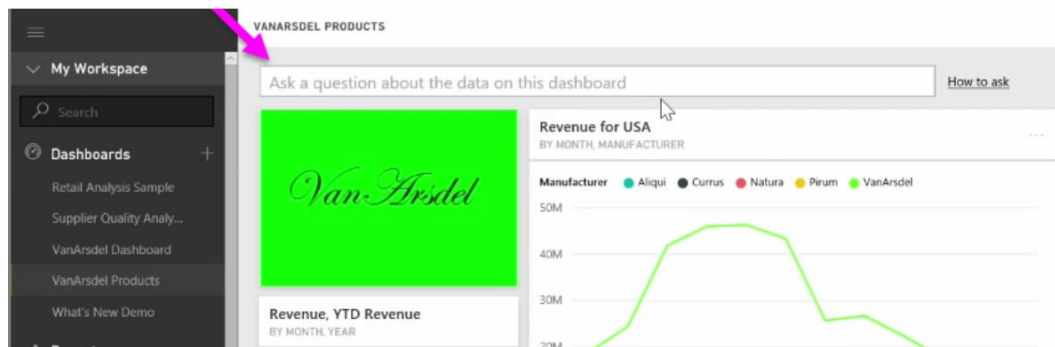 VANARSDEL PRODUCTS
My Workspace
Search
Dashboards
Retail Analysis Sample
Supplier Quality Analy...
VanArsdel Dashboard
VanArsdel Products
What's New Demo
Ask a question about the data on this dashboard
How to ask
VanArsdel
Revenue, YTD Revenue
BY MONTH, YEAR
Revenue for USA
BY MONTH, MANUFACTURER
Manufacturer Aliqui Currus Natura Pirum VanArsdel
50M
40M
30M
20M